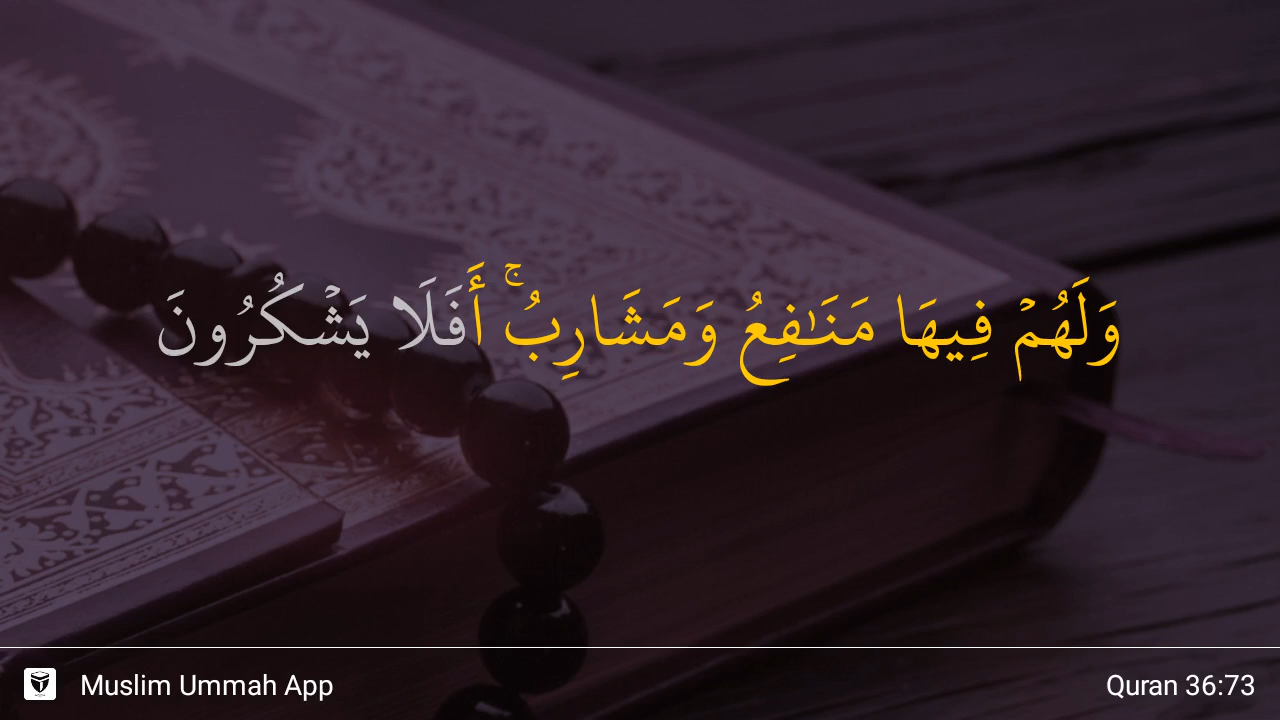 وَلَهُمۡ فِيهَا مَنَٰفِعُ وَمَشَارِبُۚ أَفَلَا يَشۡكُرُونَ
Muslim Ummah App
Quran 36:73